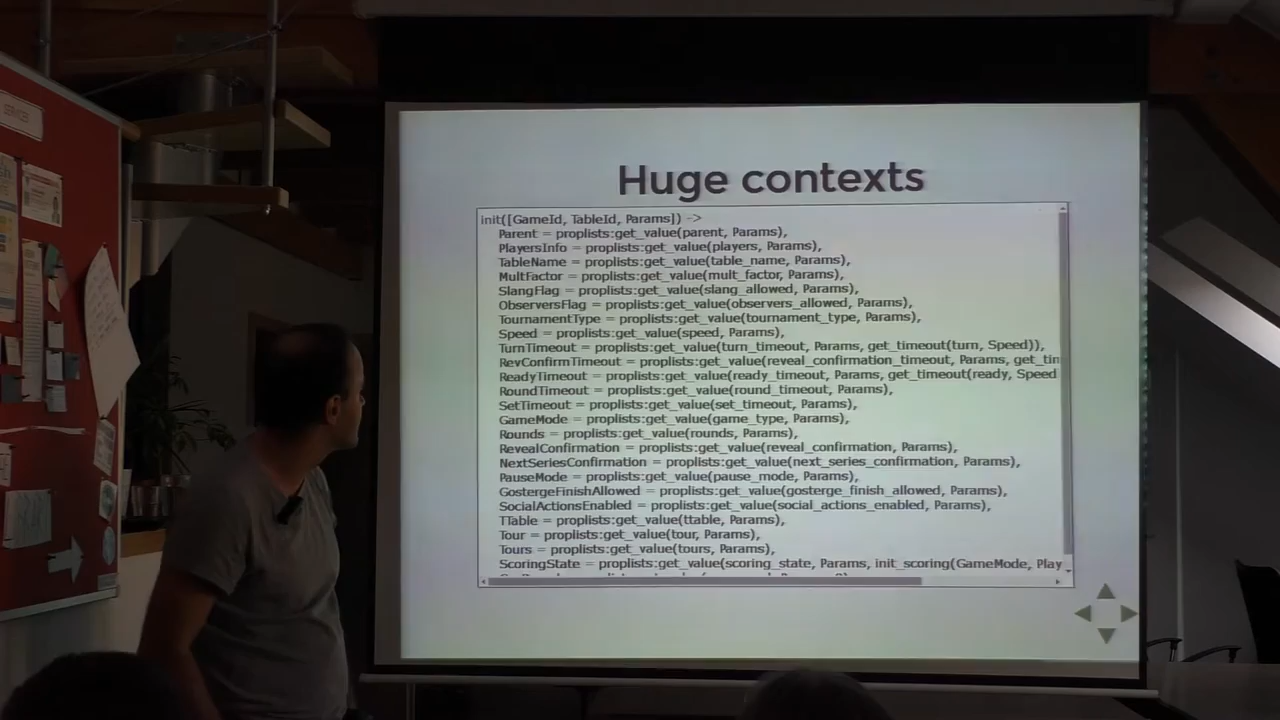 Huge contexts
init([GameId, TableId, Params]) ->
Parent = proplists:get_value(parent, Params),
PlayersInfo = proplists:get_value(players, Params),
TableName = proplists:get_value(table_name, Params),
MultFactor = proplists:get_value(mult_factor, Params),
SlangFlag = proplists:get_value(slang_allowed, Params),
ObserversFlag = proplists:get_value(observers_allowed, Params),
TournamentType = proplists:get_value(tournament_type, Params),
Speed = proplists:get_value(speed, Params),
TurnTimeout = proplists:get_value(turn_timeout, Params, get_timeout(turn, Speed)),
RevConfirmTimeout = proplists:get_value(reveal_confirmation_timeout, Params, get_tin
ReadyTimeout = proplists:get_value(ready_timeout, Params, get_timeout(ready, Speed
RoundTimeout = proplists:get_value(round_timeout, Params),
SetTimeout = proplists:get_value(set_timeout, Params),
GameMode = proplists:get_value(game_type, Params),
Rounds = proplists:get_value(rounds, Params),
RevealConfirmation = proplists:get_value(reveal_confirmation, Params),
NextSeriesConfirmation = proplists:get_value(next_series_confirmation, Params),
PauseMode = proplists:get_value(pause_mode, Params),
GostergeFinishAllowed = proplists:get_value(gosterge_finish_allowed, Params),
SocialActionsEnabled = proplists:get_value(social_actions_enabled, Params),
TTable = proplists:get_value(ttable, Params),
Tour = proplists:get_value(tour, Params),
Tours = proplists:get_value(tours, Params),
ScoringState = proplists:get_value(scoring_state, Params, init_scoring(GameMode, Play